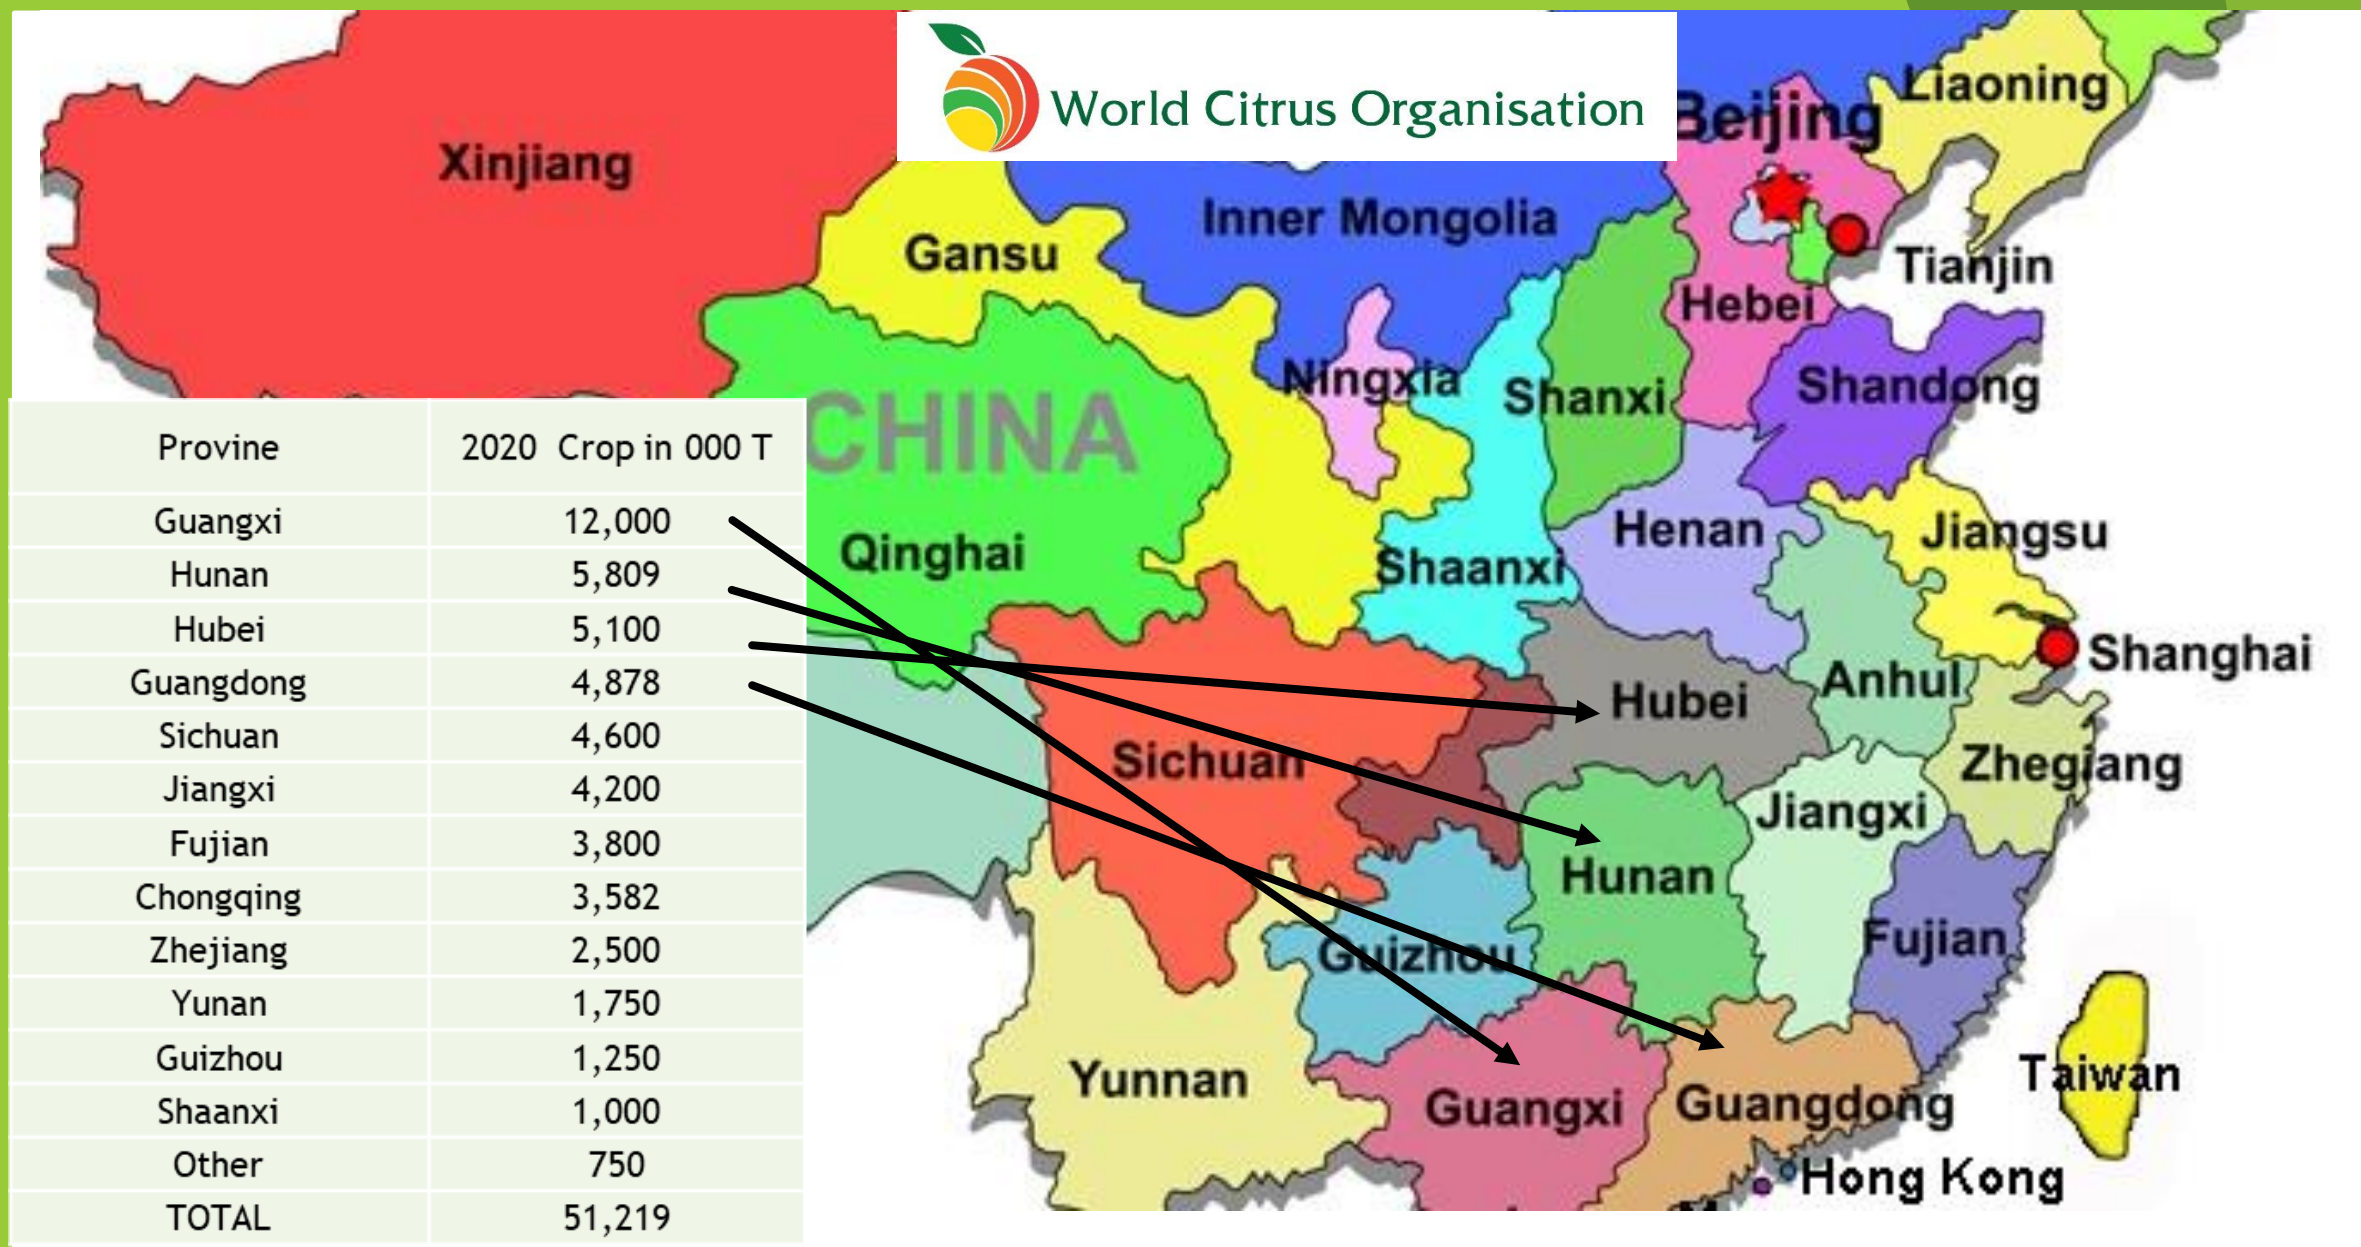 World Citrus Organisation
Liaoning
Beijing
Xinjiang
Inner Mongolia
Gansu
Tianjin
Hebei
Ningxia
Shanxi
Shandong
CHINA
Qinghai
Shaanxi
Henan
Jiangsu
Shanghai
Anhul
Hubei
Sichuan
Zhegiang
Jiangxi
Hunan
Fujian
Guizhou
Yunnan
Guangxi
Guangdong
Taiwan
Hong Kong
Provine 2020 Crop in 000 T
Guangxi 12,000
Hunan 5,809
Hubei 5,100
Guangdong 4,878
Sichuan 4,600
Jiangxi 4,200
Fujian 3,800
Chongqing 3,582
Zhejiang 2,500
Yunan 1,750
Guizhou 1,250
Shaanxi 1,000
Other 750
TOTAL 51,219